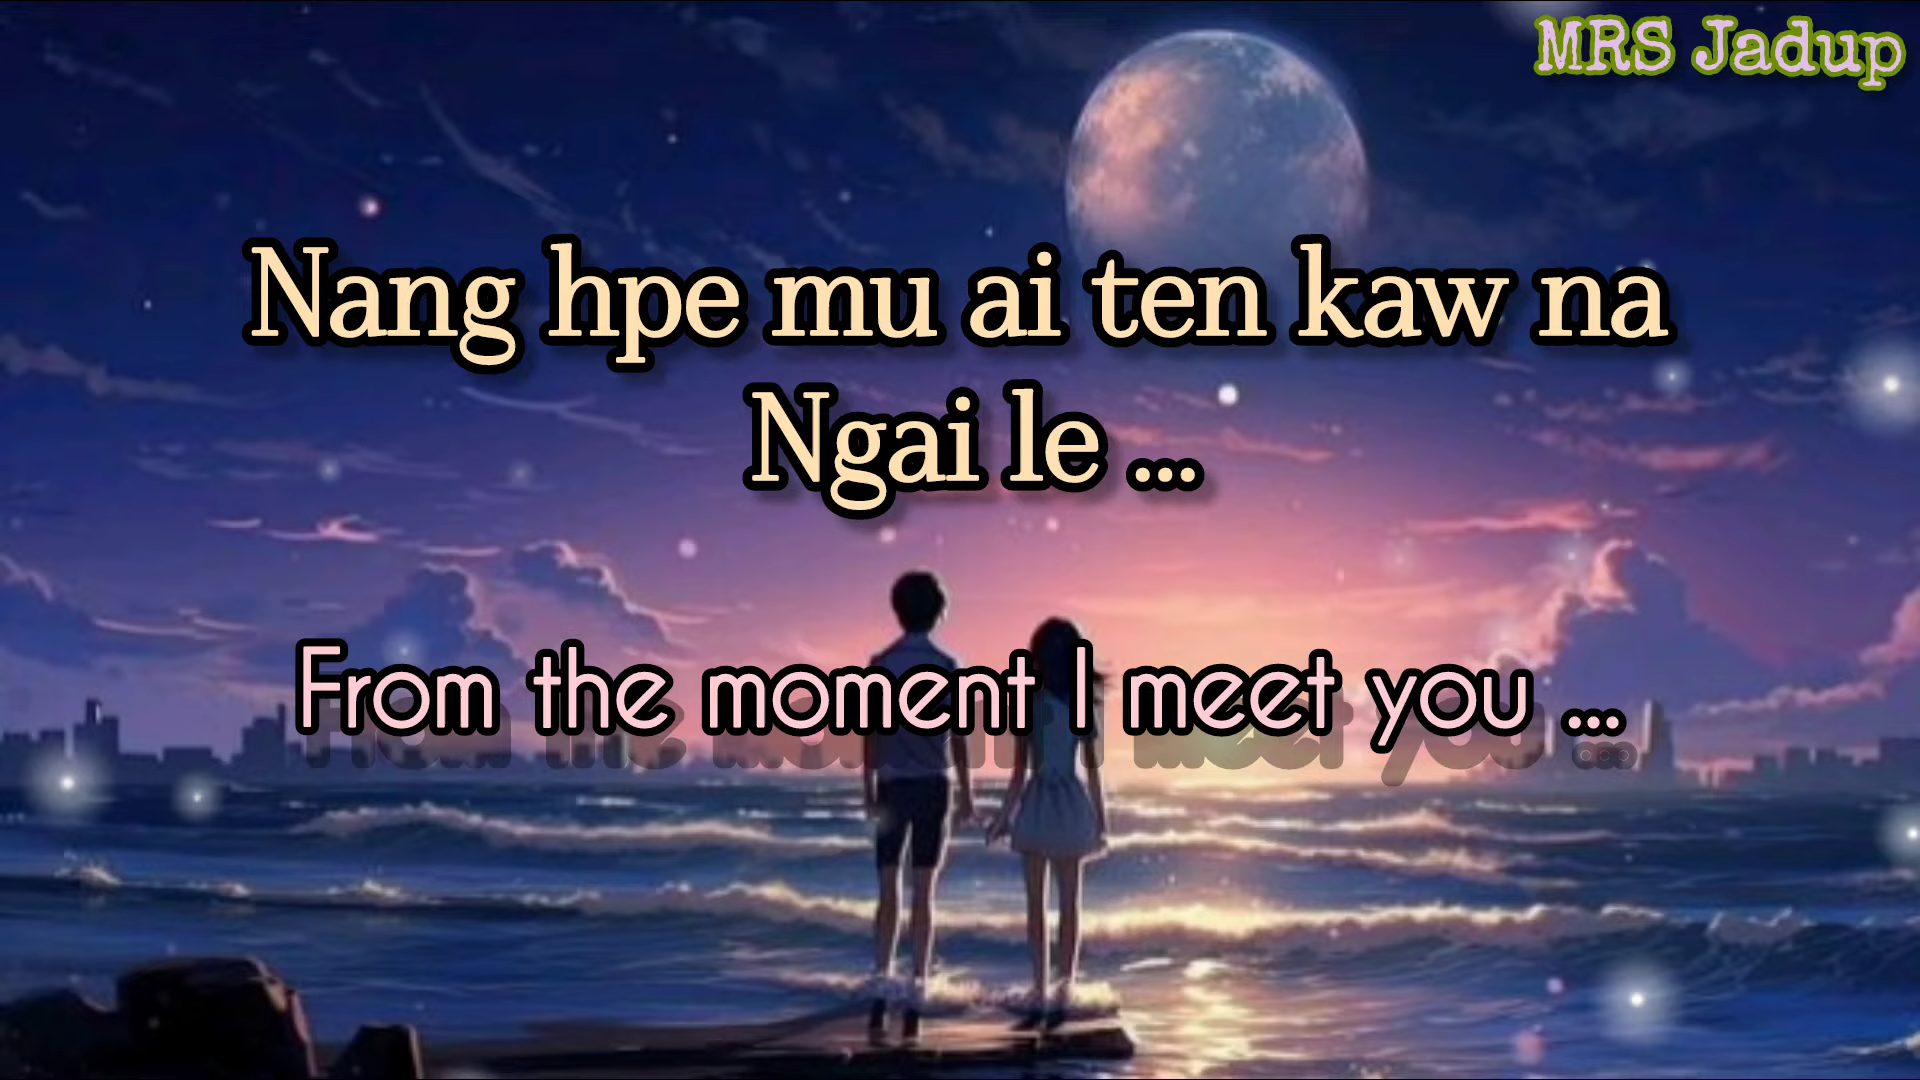 MRS Jadup
Nang hpe mu ai ten kaw na
Ngai le ...
From the moment I meet you ...